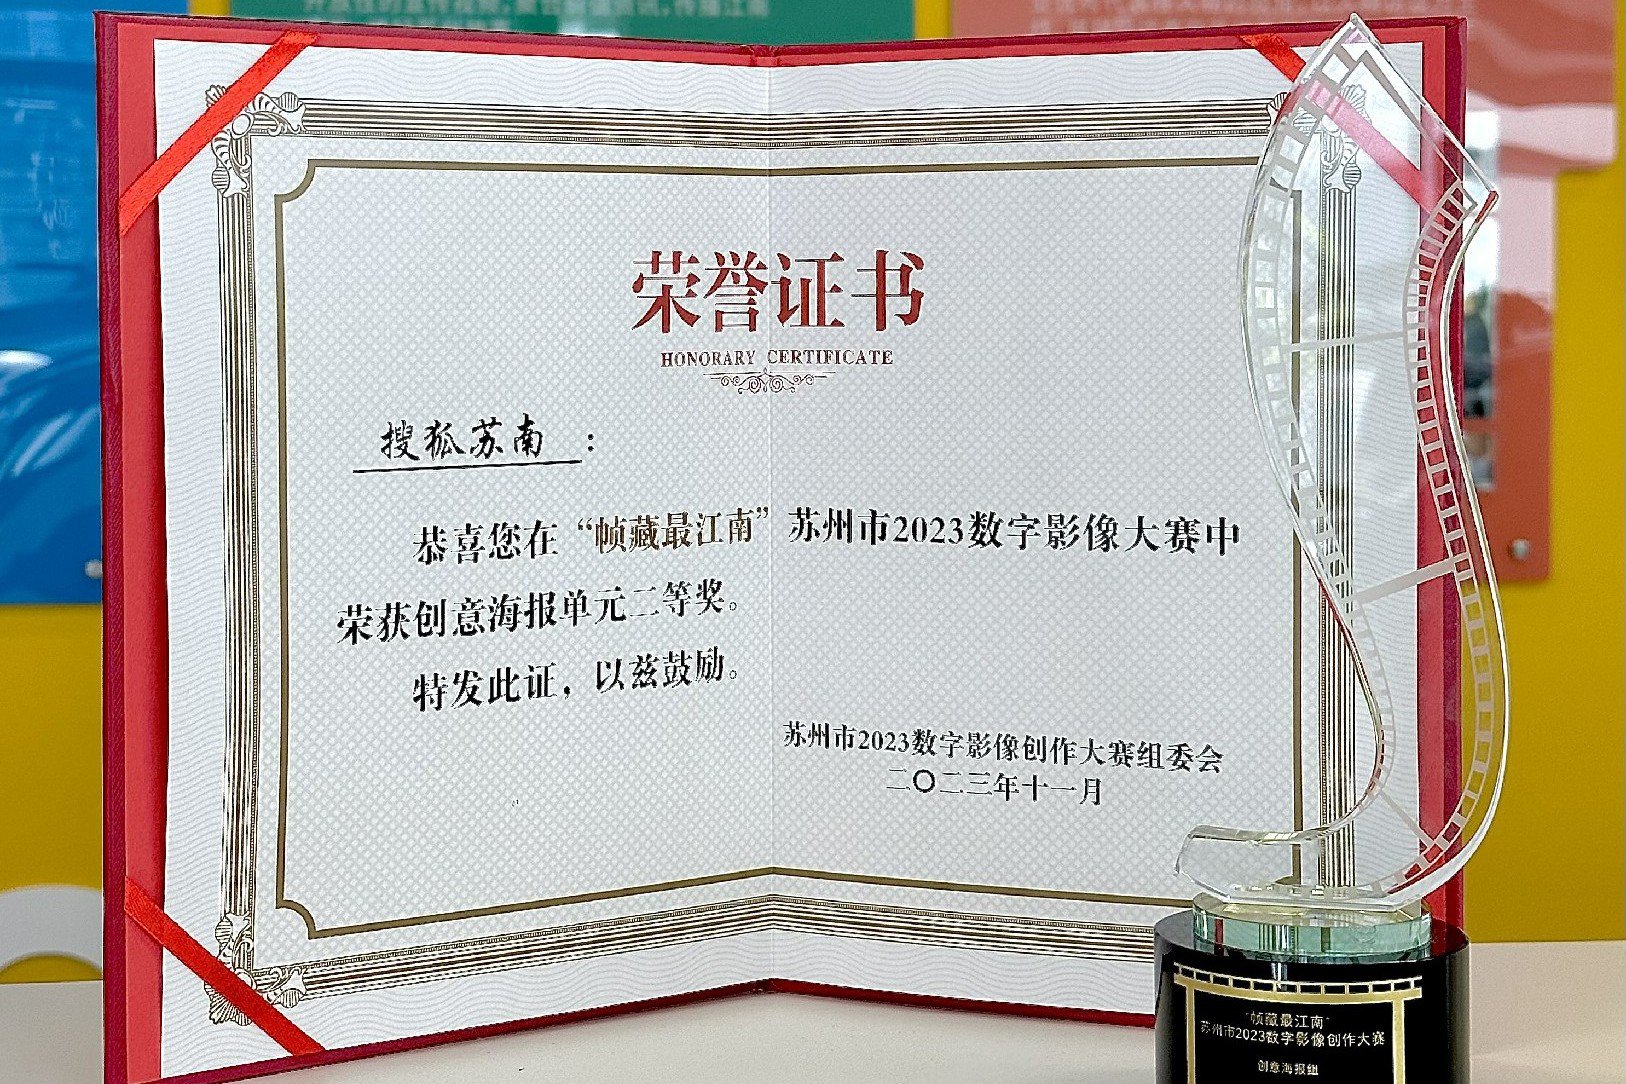 荣誉证书
HONORARY CERTIFICATE
搜狐苏南：
恭喜您在“帧藏最江南”苏州市2023数字影像大赛中
荣获创意海报单元二等奖。
特发此证，以兹鼓励。
苏州市2023数字影像创作大赛组委会
二〇二三年十一月
“帧藏最江南”
苏州市2023数字影像创作大赛
创意海报组